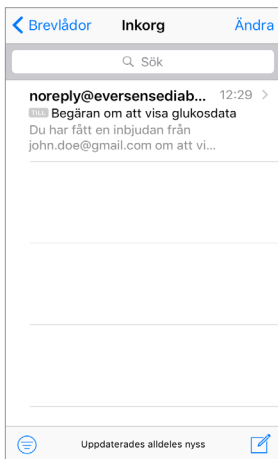 Brevlådor Inkorg Ändra
Sök
noreply@eversensediab... 12:29
TILL Begäran om att visa glukosdata
Du har fått en inbjudan från
john.doe@gmail.com om att vi...
Uppdaterades alldeles nyss